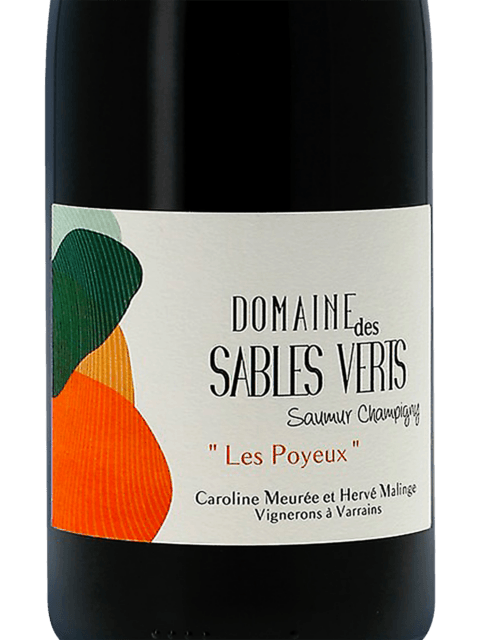 DOMAINE des
SABLES VERTS
Saumur Champigny
" Les Poyeux "
Caroline Meurée et Hervé Malinge
Vignerons à Varrains